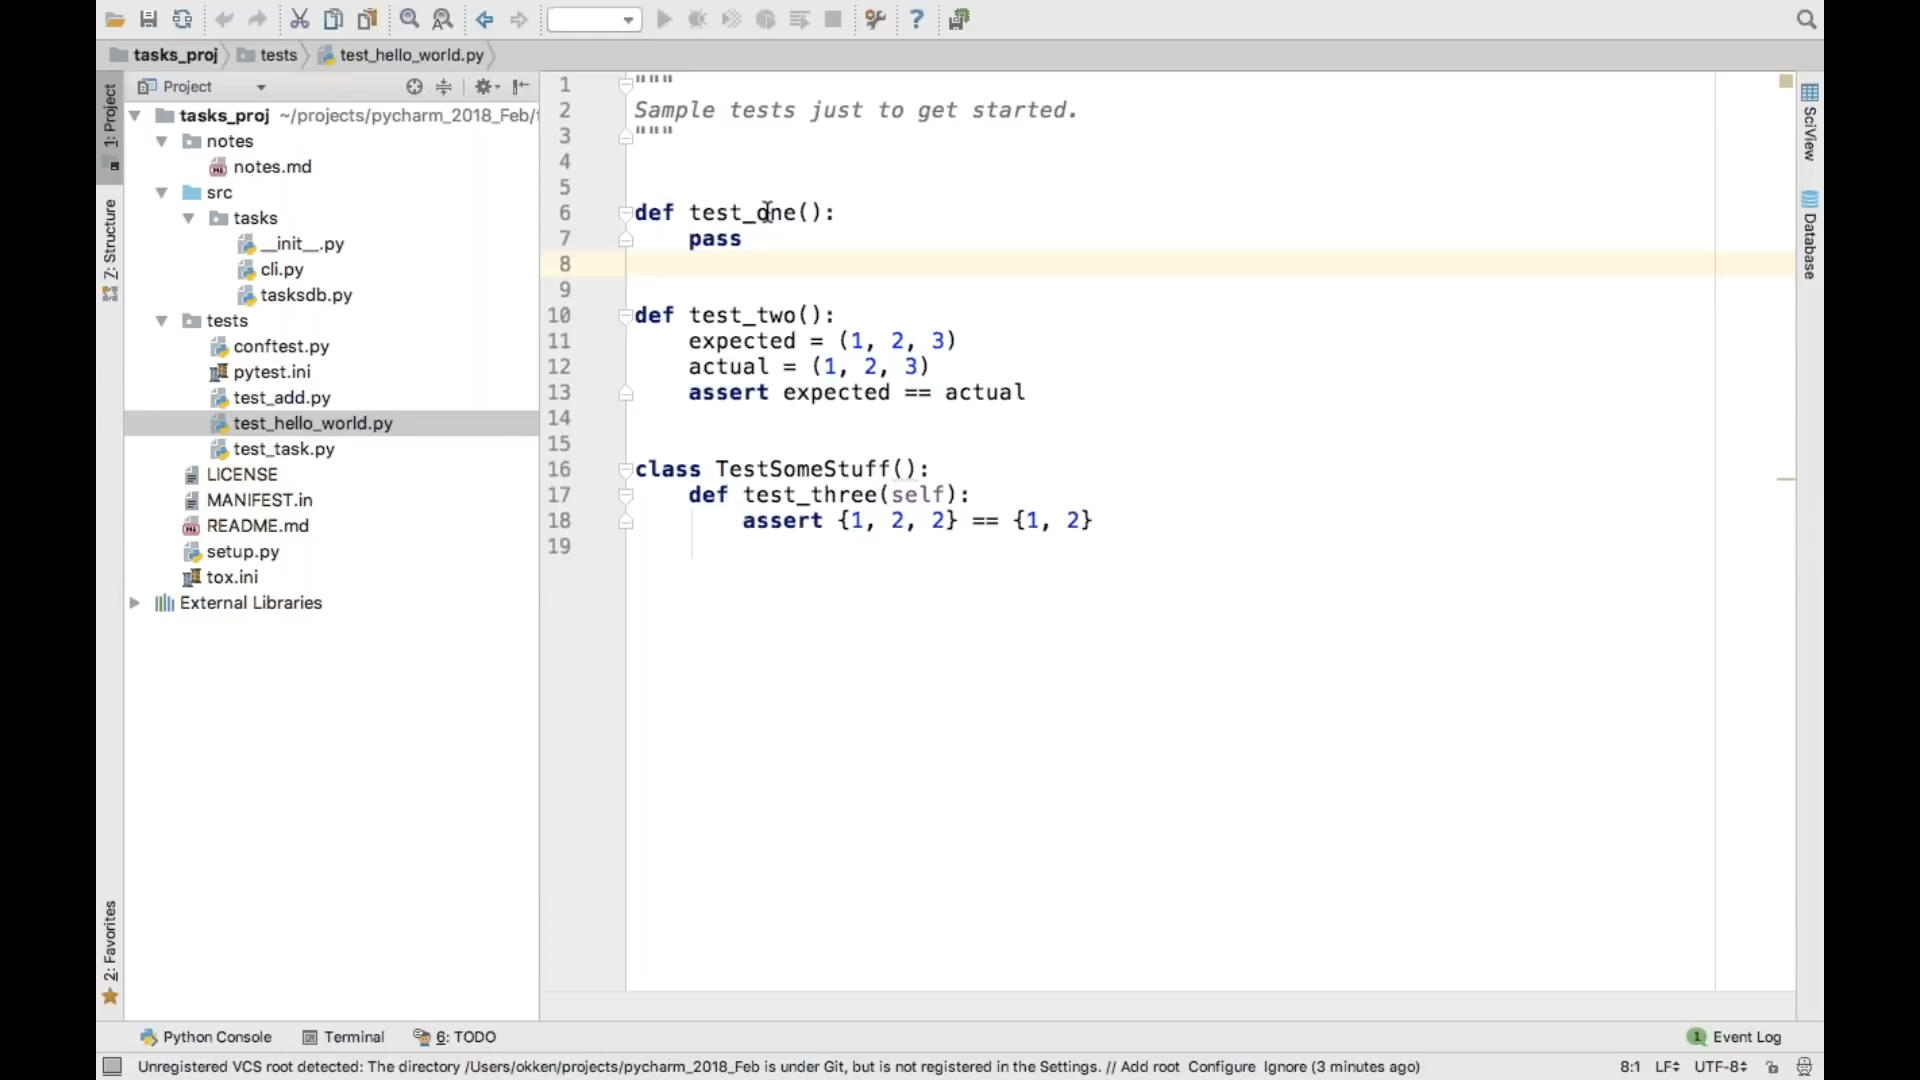 tasks_proj tests test_hello_world.py
1: Project
Z: Structure
2: Favorites
Project
tasks_proj ~/projects/pycharm_2018_Feb/t
notes
notes.md
src
tasks
__init__.py
cli.py
tasksdb.py
tests
conftest.py
pytest.ini
test_add.py
test_hello_world.py
test_task.py
LICENSE
MANIFEST.in
README.md
setup.py
tox.ini
External Libraries
1 """
2 Sample tests just to get started.
3 """
4
5
6 def test_one():
7 pass
8
9
10 def test_two():
11 expected = (1, 2, 3)
12 actual = (1, 2, 3)
13 assert expected == actual
14
15
16 class TestSomeStuff():
17 def test_three(self):
18 assert {1, 2, 2} == {1, 2}
19
SciView
Database
Python Console Terminal 6: TODO 1 Event Log
Unregistered VCS root detected: The directory /Users/okken/projects/pycharm_2018_Feb is under Git, but is not registered in the Settings. // Add root Configure Ignore (3 minutes ago) 8:1 LF UTF-8